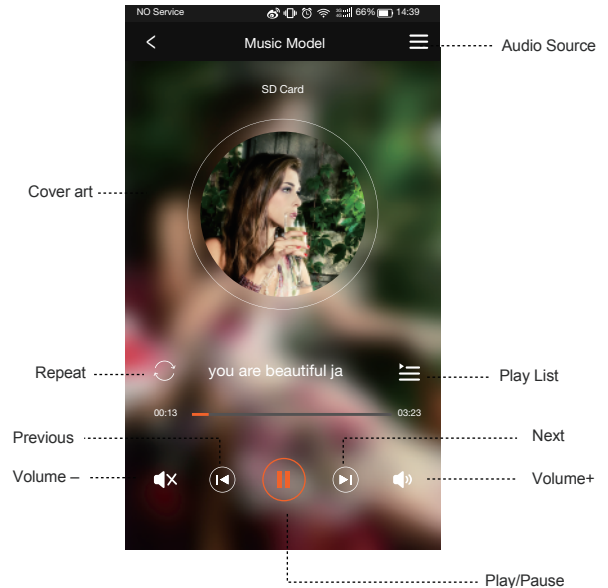 NO Service 66% 14:39
Music Model
Audio Source
SD Card
Cover art
Repeat
you are beautiful ja
Play List
00:13 03:23
Previous
Next
Volume –
Volume+
Play/Pause